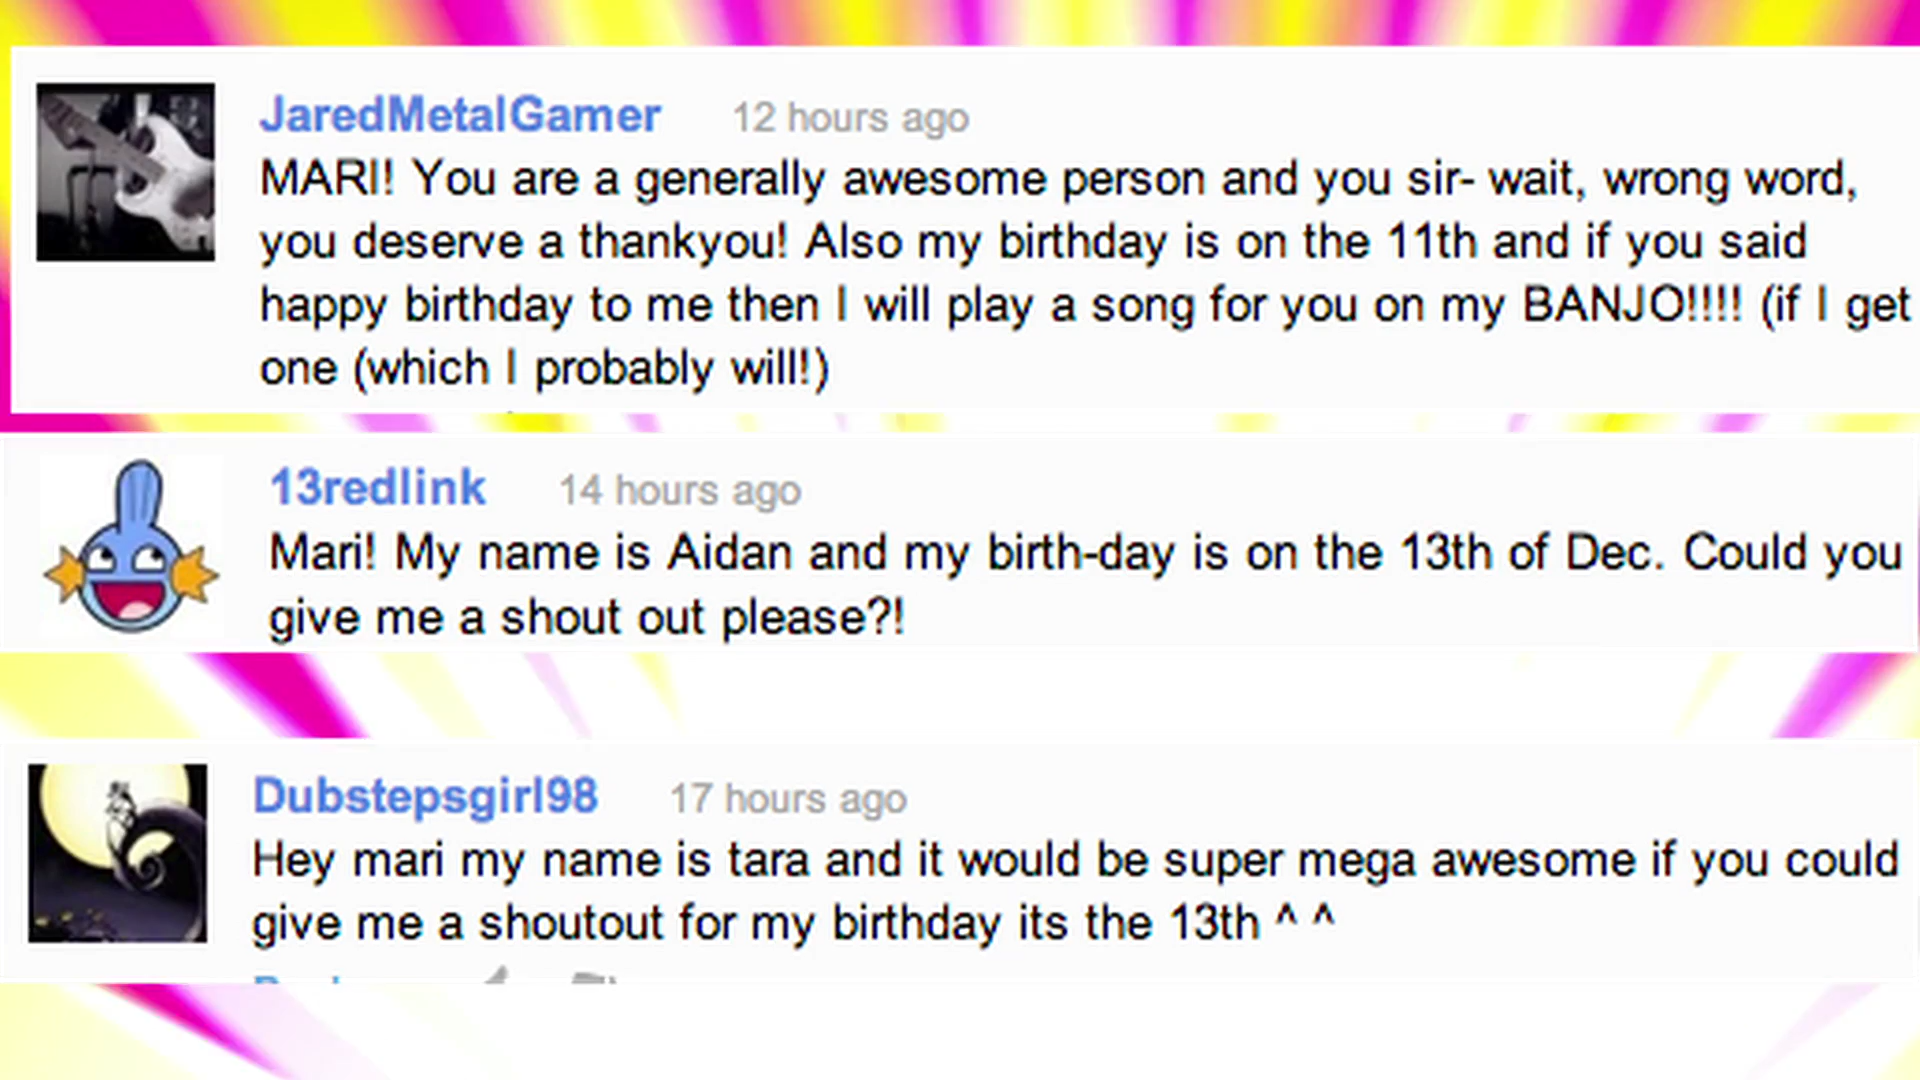 JaredMetalGamer 12 hours ago
MARI! You are a generally awesome person and you sir- wait, wrong word,
you deserve a thankyou! Also my birthday is on the 11th and if you said
happy birthday to me then I will play a song for you on my BANJO!!!! (if I get
one (which I probably will!)
13redlink 14 hours ago
Mari! My name is Aidan and my birth-day is on the 13th of Dec. Could you
give me a shout out please?!
Dubstepsgirl98 17 hours ago
Hey mari my name is tara and it would be super mega awesome if you could
give me a shoutout for my birthday its the 13th ^ ^